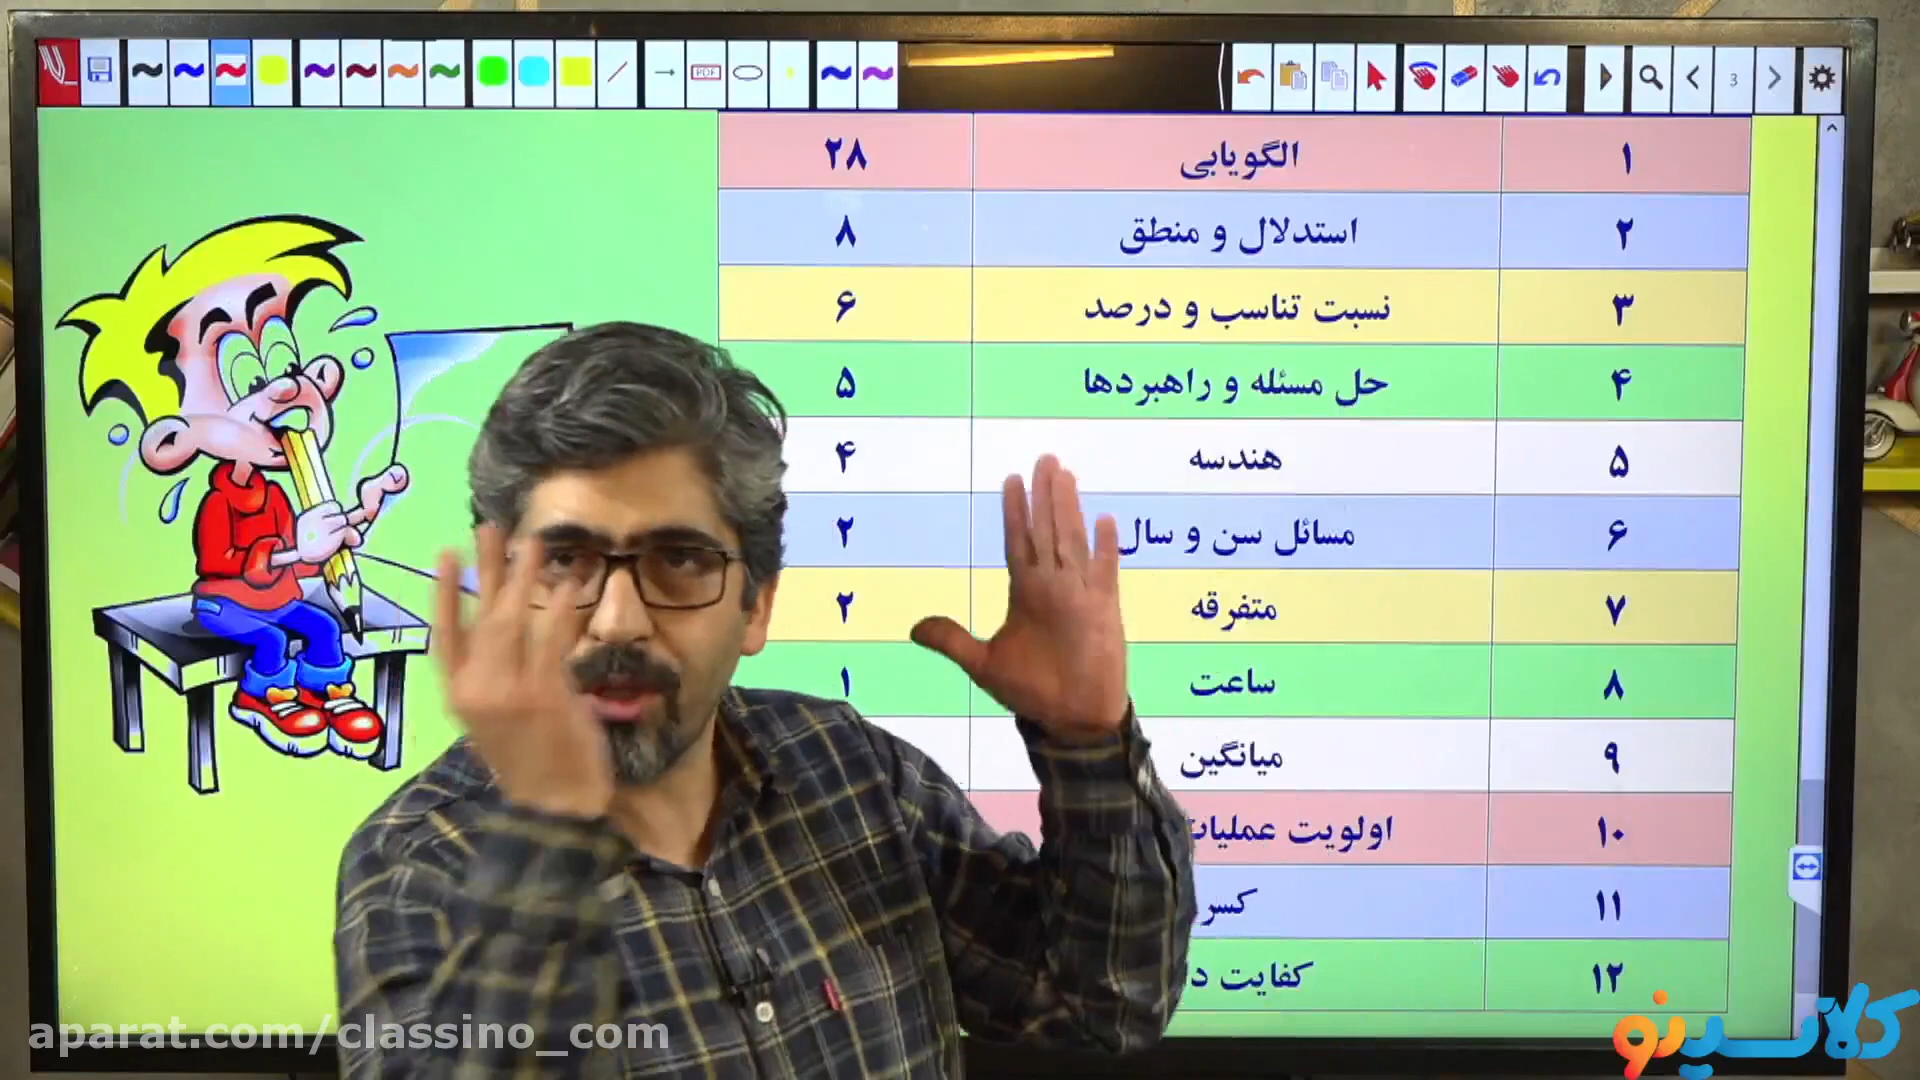 PDF
3
۱ الگویابی ۲۸
۲ استدلال و منطق ۸
۳ نسبت تناسب و درصد ۶
۴ حل مسئله و راهبردها ۵
۵ هندسه ۴
۶ مسائل سن و سال ۲
۷ متفرقه ۲
۸ ساعت ۱
۹ میانگین
۱۰ اولویت عملیات
۱۱ کسر
۱۲ کفایت
aparat.com/classino_com
کلاسینو